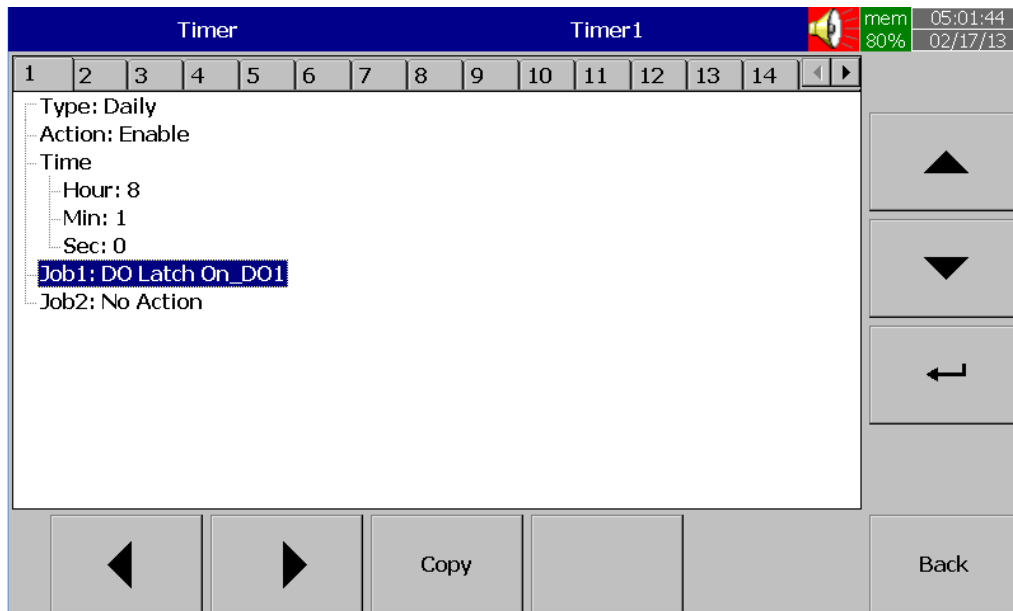 Timer Timer1 mem 05:01:44
80% 02/17/13
1 2 3 4 5 6 7 8 9 10 11 12 13 14
Type: Daily
Action: Enable
Time
Hour: 8
Min: 1
Sec: 0
Job1: DO Latch On_DO1
Job2: No Action
Copy Back